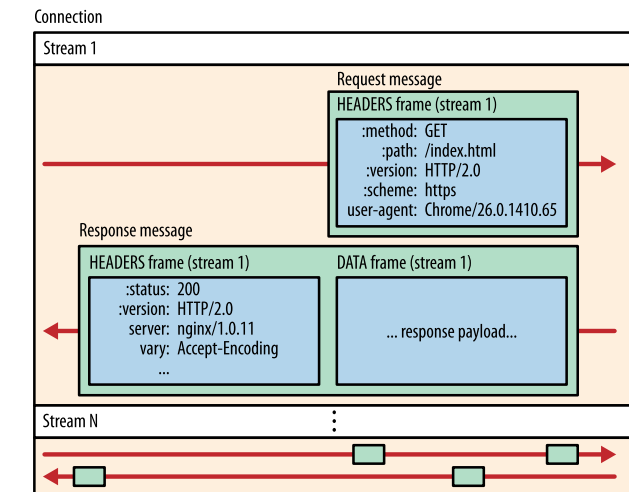 Connection
Stream 1
Request message
HEADERS frame (stream 1)
:method: GET
:path: /index.html
:version: HTTP/2.0
:scheme: https
user-agent: Chrome/26.0.1410.65
Response message
HEADERS frame (stream 1)
:status: 200
:version: HTTP/2.0
server: nginx/1.0.11
vary: Accept-Encoding
...
DATA frame (stream 1)
... response payload...
Stream N